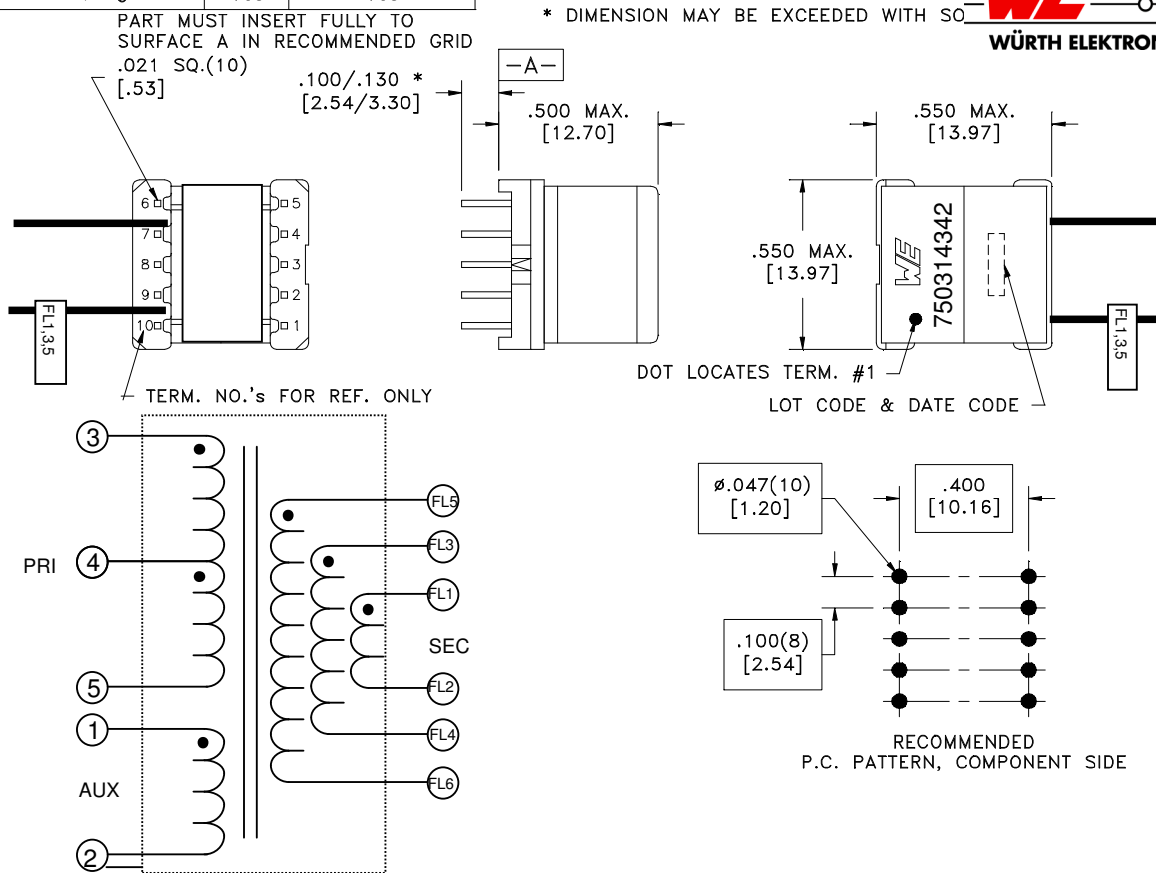 PART MUST INSERT FULLY TO
SURFACE A IN RECOMMENDED GRID
* DIMENSION MAY BE EXCEEDED WITH SO
WE
WÜRTH ELEKTRON
.021 SQ.(10)
[.53]
.100/.130 *
[2.54/3.30]
-A-
.500 MAX.
[12.70]
.550 MAX.
[13.97]
6
7
8
9
10
5
4
3
2
1
FL1,3,5
.550 MAX.
[13.97]
WE
750314342
FL1,3,5
DOT LOCATES TERM. #1
LOT CODE & DATE CODE
TERM. NO.'s FOR REF. ONLY
3
PRI
4
5
1
AUX
2
FL5
FL3
FL1
SEC
FL2
FL4
FL6
ø.047(10)
[1.20]
.400
[10.16]
.100(8)
[2.54]
RECOMMENDED
P.C. PATTERN, COMPONENT SIDE